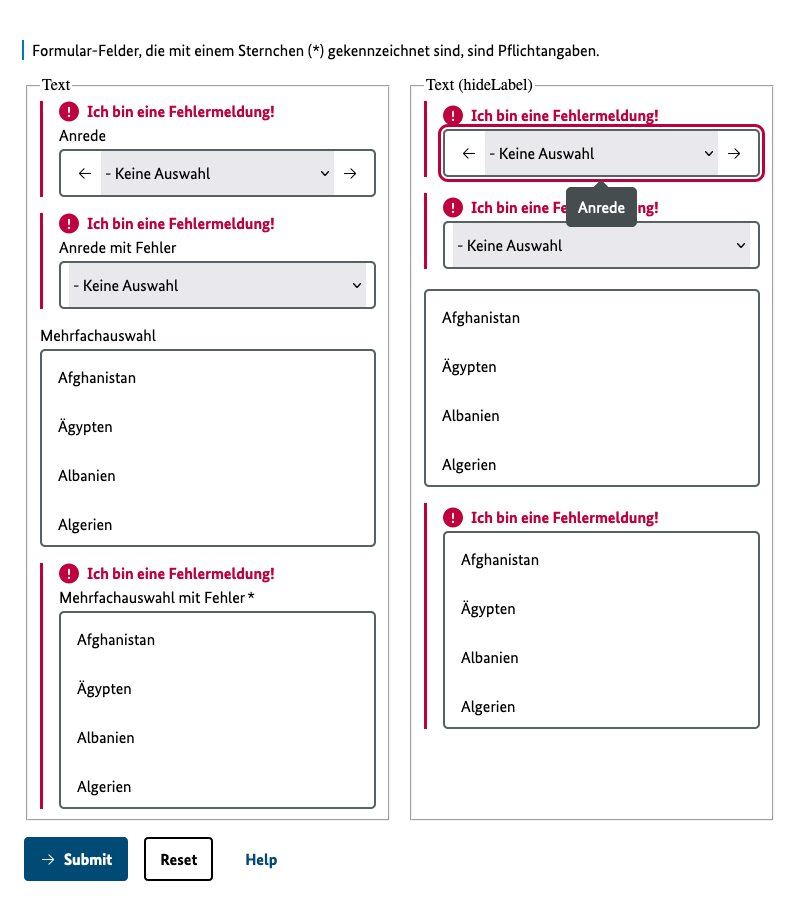 Formular-Felder, die mit einem Sternchen (*) gekennzeichnet sind, sind Pflichtangaben.
Text
Ich bin eine Fehlermeldung!
Anrede
- Keine Auswahl
Ich bin eine Fehlermeldung!
Anrede mit Fehler
- Keine Auswahl
Mehrfachauswahl
Afghanistan
Ägypten
Albanien
Algerien
Ich bin eine Fehlermeldung!
Mehrfachauswahl mit Fehler *
Afghanistan
Ägypten
Albanien
Algerien
Text (hideLabel)
Ich bin eine Fehlermeldung!
- Keine Auswahl
Anrede
Ich bin eine Fe ng!
- Keine Auswahl
Afghanistan
Ägypten
Albanien
Algerien
Ich bin eine Fehlermeldung!
Afghanistan
Ägypten
Albanien
Algerien
→ Submit
Reset
Help